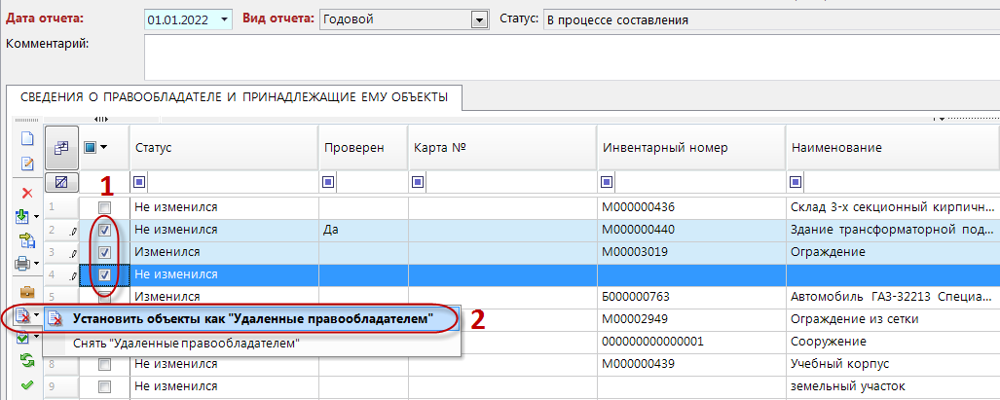 Дата отчета: 01.01.2022 Вид отчета: Годовой Статус: В процессе составления
Комментарий:
СВЕДЕНИЯ О ПРАВООБЛАДАТЕЛЕ И ПРИНАДЛЕЖАЩИЕ ЕМУ ОБЪЕКТЫ
Статус Проверен Карта № Инвентарный номер Наименование
1
1 Не изменился М000000436 Склад 3-х секционный кирпичн...
2 Не изменился Да М000000440 Здание трансформаторной под...
3 Изменился М00003019 Ограждение
4 Не изменился
5 Изменился Б000000763 Автомобиль ГАЗ-32213 Специа...
Установить объекты как "Удаленные правообладателем" 2
М00002949 Ограждение из сетки
Снять "Удаленные правообладателем"
000000000000001 Сооружение
8 Не изменился М000000439 Учебный корпус
9 Не изменился земельный участок